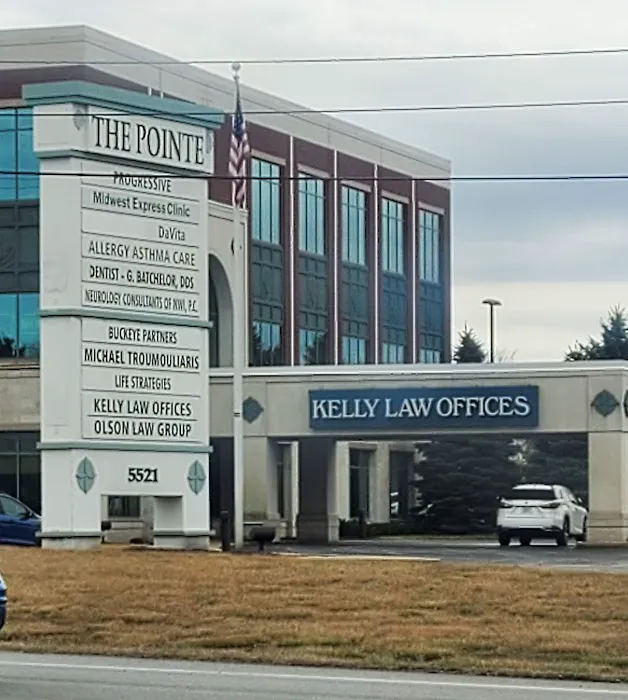 THE POINTE
PROGRESSIVE
Midwest Express Clinic
DaVita
ALLERGY ASTHMA CARE
DENTIST - G. BATCHELOR, DDS
NEUROLOGY CONSULTANTS OF NWI, P.C.
BUCKEYE PARTNERS
MICHAEL TROUMOULIARIS
LIFE STRATEGIES
KELLY LAW OFFICES
OLSON LAW GROUP
5521
KELLY LAW OFFICES